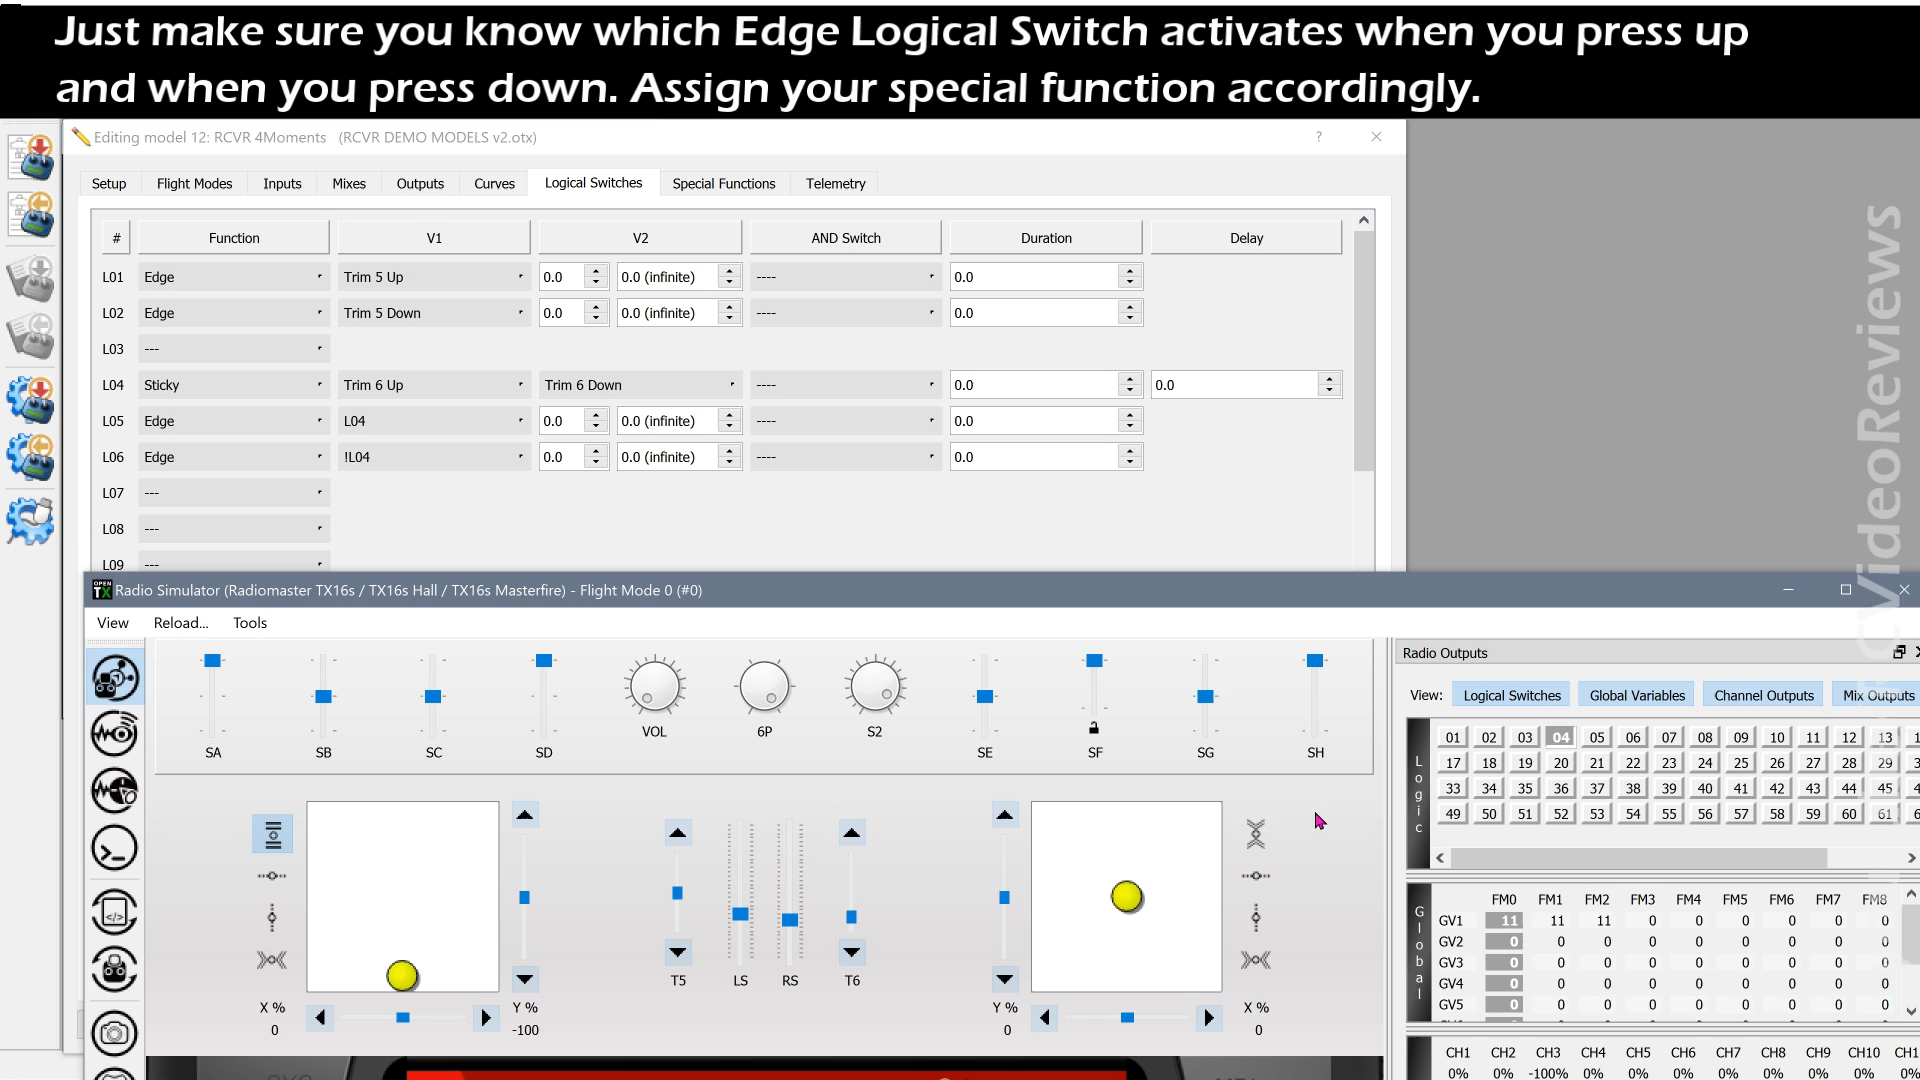 Just make sure you know which Edge Logical Switch activates when you press up
and when you press down. Assign your special function accordingly.
Editing model 12: RCVR 4Moments (RCVR DEMO MODELS v2.otx)
Setup Flight Modes Inputs Mixes Outputs Curves Logical Switches Special Functions Telemetry
# Function V1 V2 AND Switch Duration Delay
L01 Edge Trim 5 Up 0.0 0.0 (infinite) ---- 0.0
L02 Edge Trim 5 Down 0.0 0.0 (infinite) ---- 0.0
L03 ---
L04 Sticky Trim 6 Up Trim 6 Down ---- 0.0 0.0
L05 Edge L04 0.0 0.0 (infinite) ---- 0.0
L06 Edge !L04 0.0 0.0 (infinite) ---- 0.0
L07 ---
L08 ---
L09 ---
RCVideoReviews
OPEN TX Radio Simulator (Radiomaster TX16s / TX16s Hall / TX16s Masterfire) - Flight Mode 0 (#0)
View Reload... Tools
SA SB SC SD VOL 6P S2 SE SF SG SH
T5 LS RS T6
X % Y % Y % X %
0 -100 0 0
Radio Outputs
View: Logical Switches Global Variables Channel Outputs Mix Outputs
Logic
01 02 03 04 05 06 07 08 09 10 11 12 13
17 18 19 20 21 22 23 24 25 26 27 28 29
33 34 35 36 37 38 39 40 41 42 43 44 45
49 50 51 52 53 54 55 56 57 58 59 60 61
Global
FM0 FM1 FM2 FM3 FM4 FM5 FM6 FM7 FM8
GV1 11 11 11 0 0 0 0 0 0
GV2 0 0 0 0 0 0 0 0 0
GV3 0 0 0 0 0 0 0 0 0
GV4 0 0 0 0 0 0 0 0 0
GV5 0 0 0 0 0 0 0 0 0
CH1 CH2 CH3 CH4 CH5 CH6 CH7 CH8 CH9 CH10 CH1
0% 0% -100% 0% 0% 0% 0% 0% 0% 0% 0%